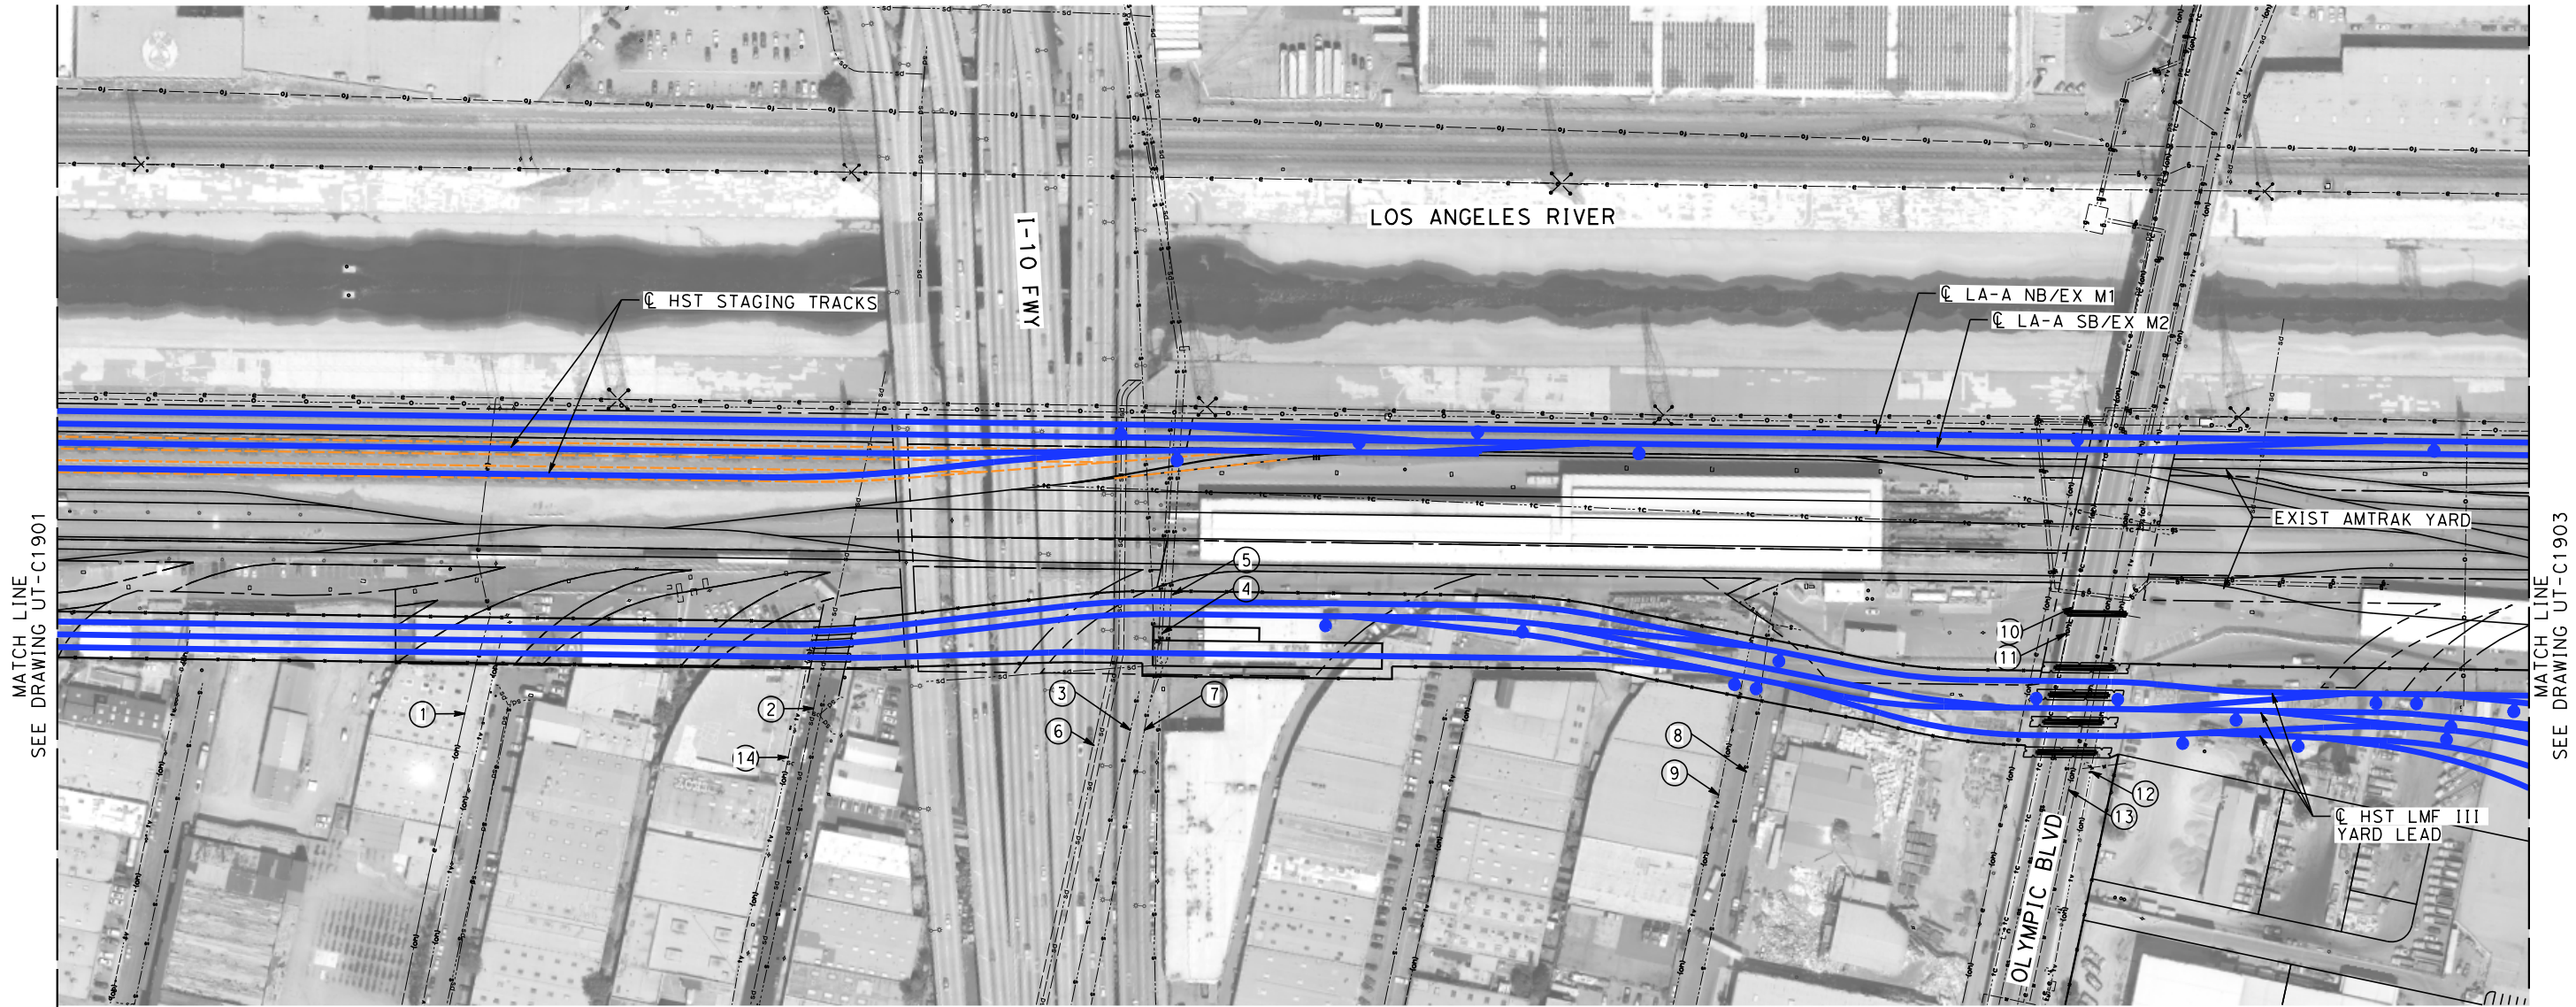 LOS ANGELES RIVER
I-10 FWY
℄ HST STAGING TRACKS
℄ LA-A NB/EX M1
℄ LA-A SB/EX M2
EXIST AMTRAK YARD
MATCH LINE
SEE DRAWING UT-C1901
MATCH LINE
SEE DRAWING UT-C1903
5
4
10
11
1
2
3
7
6
14
8
9
12
13
℄ HST LMF III
YARD LEAD
OLYMPIC BLVD